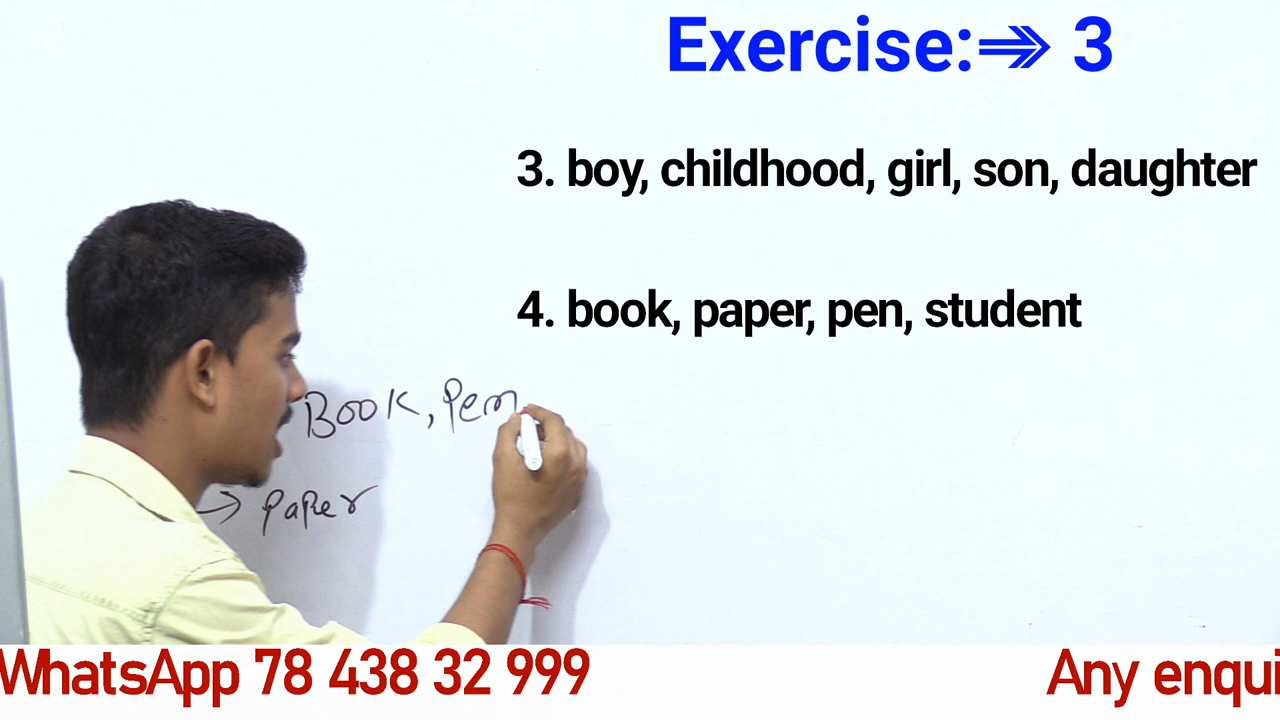 Exercise:⇛ 3
3. boy, childhood, girl, son, daughter
4. book, paper, pen, student
BOOK, Pen
→ PaPer
WhatsApp 78 438 32 999
Any enqui